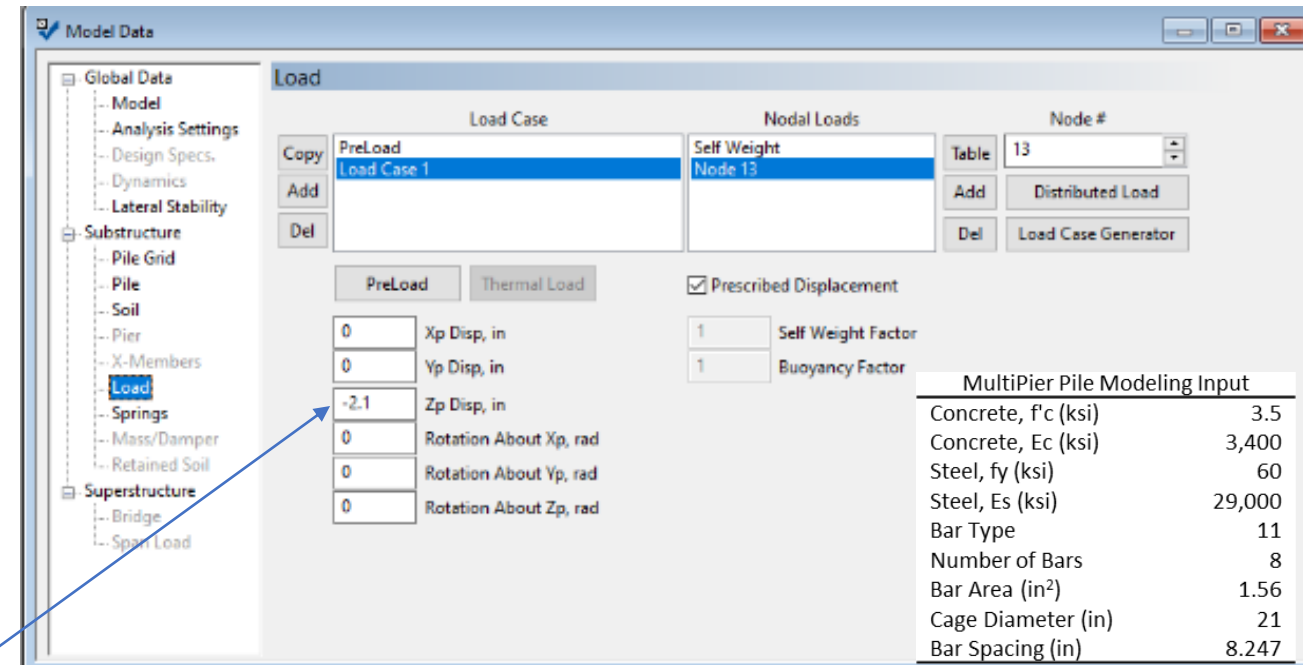 Model Data
Global Data
Model
Analysis Settings
Design Specs.
Dynamics
Lateral Stability
Substructure
Pile Grid
Pile
Soil
Pier
X-Members
Load
Springs
Mass/Damper
Retained Soil
Superstructure
Bridge
Span Load
Load
Load Case Nodal Loads Node #
Copy PreLoad Self Weight Table 13
Load Case 1 Node 13
Add Add Distributed Load
Del Del Load Case Generator
PreLoad Thermal Load Prescribed Displacement
0 Xp Disp, in 1 Self Weight Factor
0 Yp Disp, in 1 Buoyancy Factor
-2.1 Zp Disp, in
0 Rotation About Xp, rad
0 Rotation About Yp, rad
0 Rotation About Zp, rad
MultiPier Pile Modeling Input
Concrete, f'c (ksi) 3.5
Concrete, Ec (ksi) 3,400
Steel, fy (ksi) 60
Steel, Es (ksi) 29,000
Bar Type 11
Number of Bars 8
Bar Area (in²) 1.56
Cage Diameter (in) 21
Bar Spacing (in) 8.247